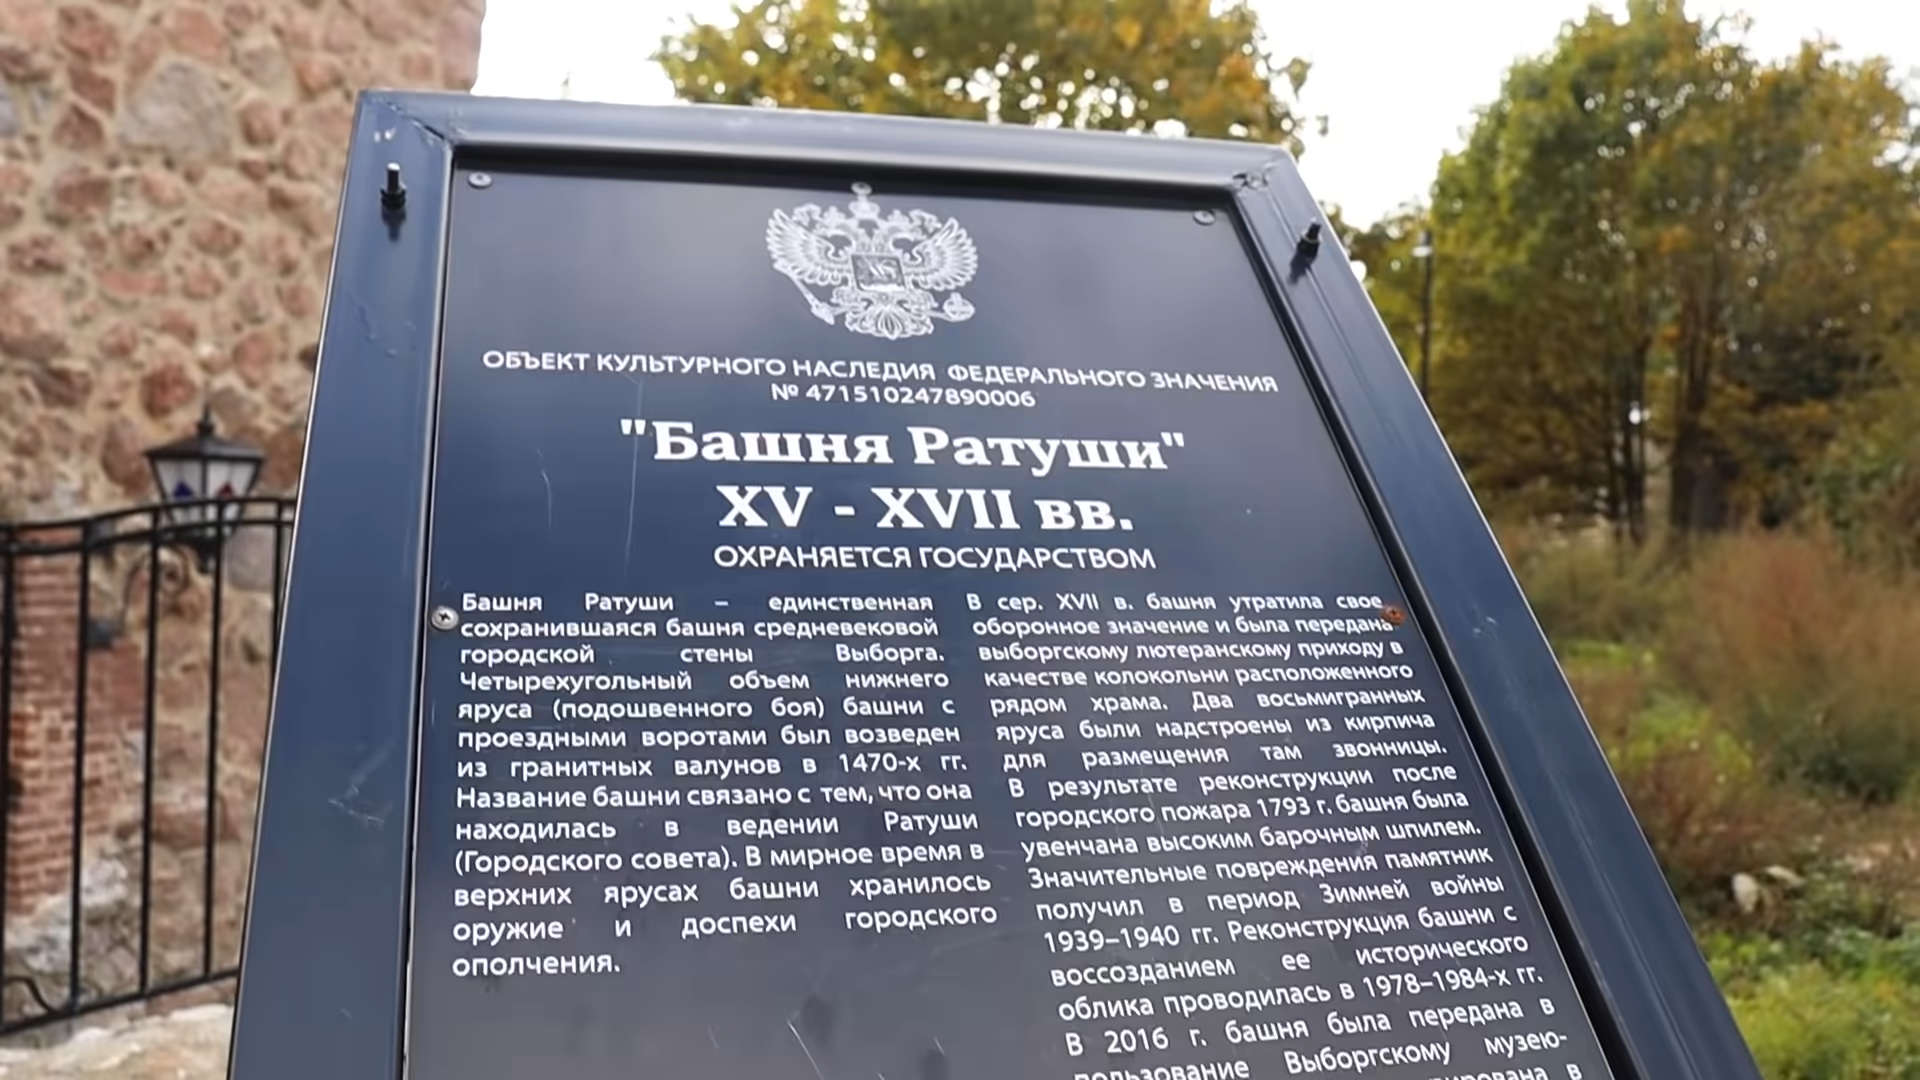 ОБЪЕКТ КУЛЬТУРНОГО НАСЛЕДИЯ ФЕДЕРАЛЬНОГО ЗНАЧЕНИЯ
№ 471510247890006
"Башня Ратуши"
XV - XVII вв.
ОХРАНЯЕТСЯ ГОСУДАРСТВОМ
Башня Ратуши – единственная
сохранившаяся башня средневековой
городской стены Выборга.
Четырехугольный объем нижнего
яруса (подошвенного боя) башни с
проездными воротами был возведен
из гранитных валунов в 1470-х гг.
Название башни связано с тем, что она
находилась в ведении Ратуши
(Городского совета). В мирное время в
верхних ярусах башни хранилось
оружие и доспехи городского
ополчения.
В сер. XVII в. башня утратила свое
оборонное значение и была передана
выборгскому лютеранскому приходу в
качестве колокольни расположенного
рядом храма. Два восьмигранных
яруса были надстроены из кирпича
для размещения там звонницы.
В результате реконструкции после
городского пожара 1793 г. башня была
увенчана высоким барочным шпилем.
Значительные повреждения памятник
получил в период Зимней войны
1939–1940 гг. Реконструкция башни с
воссозданием ее исторического
облика проводилась в 1978–1984-х гг.
В 2016 г. башня была передана в
пользование Выборгскому музею-
в